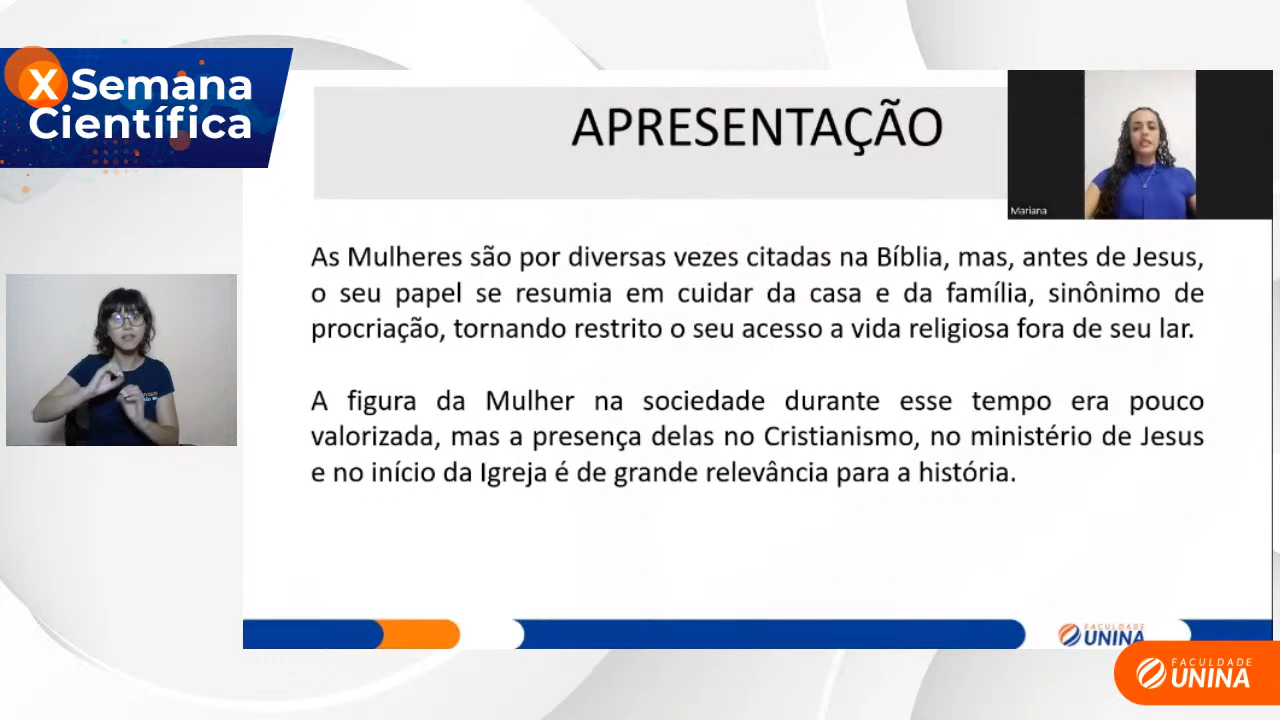 X Semana
Científica
APRESENTAÇÃO
Mariana
As Mulheres são por diversas vezes citadas na Bíblia, mas, antes de Jesus,
o seu papel se resumia em cuidar da casa e da família, sinônimo de
procriação, tornando restrito o seu acesso a vida religiosa fora de seu lar.
A figura da Mulher na sociedade durante esse tempo era pouco
valorizada, mas a presença delas no Cristianismo, no ministério de Jesus
e no início da Igreja é de grande relevância para a história.
FACULDADE
UNINA
FACULDADE
UNINA